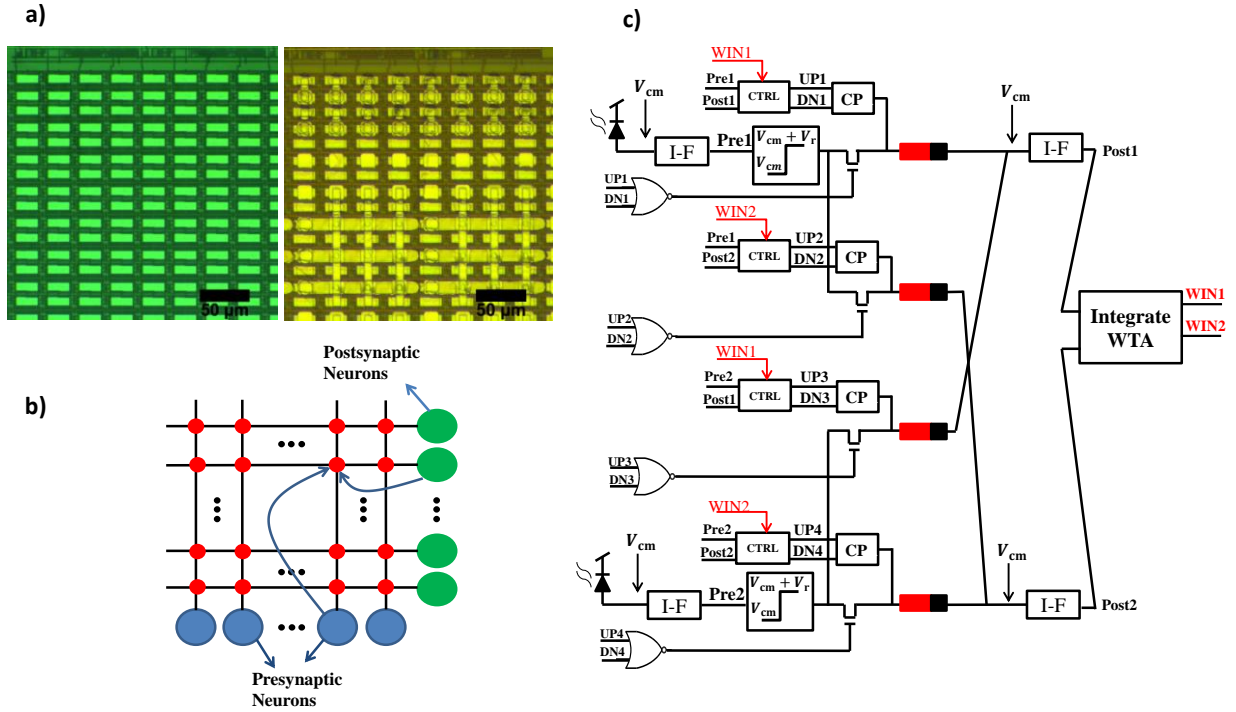 a)
50 μm
50 μm
b)
Postsynaptic
Neurons
Presynaptic
Neurons
c)
WIN1
Pre1
Post1
CTRL
UP1
DN1
CP
Vcm
I-F
Pre1
Vcm + Vr
Vcm
Vcm
I-F
Post1
UP1
DN1
WIN2
Pre1
Post2
CTRL
UP2
DN2
CP
UP2
DN2
Integrate
WTA
WIN1
WIN2
WIN1
Pre2
Post1
CTRL
UP3
DN3
CP
UP3
DN3
WIN2
Pre2
Post2
CTRL
UP4
DN4
CP
Vcm
I-F
Pre2
Vcm + Vr
Vcm
Vcm
I-F
Post2
UP4
DN4